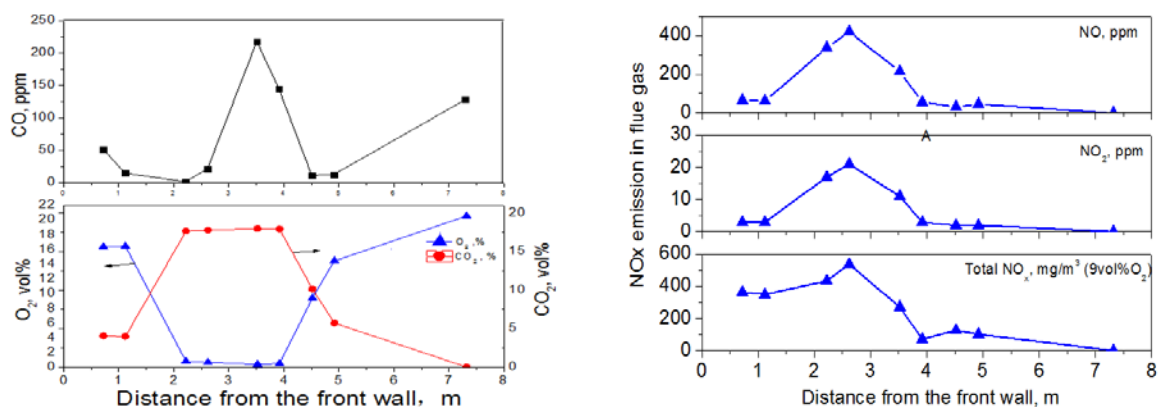 250
200
150
100
50
0
CO, ppm
0 1 2 3 4 5 6 7 8
22
20
18
16
14
12
10
8
6
4
2
0
O2, vol%
O2 ,%
CO2, %
20
15
10
5
0
CO2, vol%
0 1 2 3 4 5 6 7 8
Distance from the front wall, m
NOx emission in flue gas
400
200
0
NO, ppm
30
20
10
0
A
NO2, ppm
600
400
200
0
Total NOx, mg/m3 (9vol%O2)
0 1 2 3 4 5 6 7 8
Distance from the front wall, m